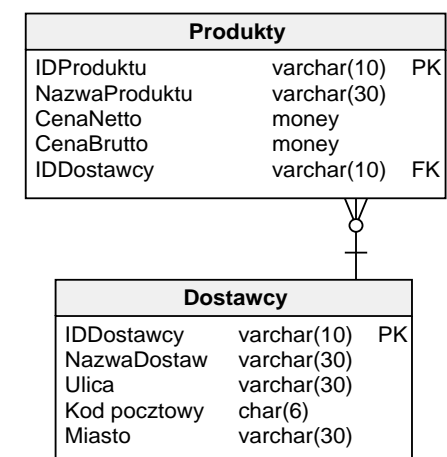 Produkty
IDProduktu varchar(10) PK
NazwaProduktu varchar(30)
CenaNetto money
CenaBrutto money
IDDostawcy varchar(10) FK
Dostawcy
IDDostawcy varchar(10) PK
NazwaDostaw varchar(30)
Ulica varchar(30)
Kod pocztowy char(6)
Miasto varchar(30)